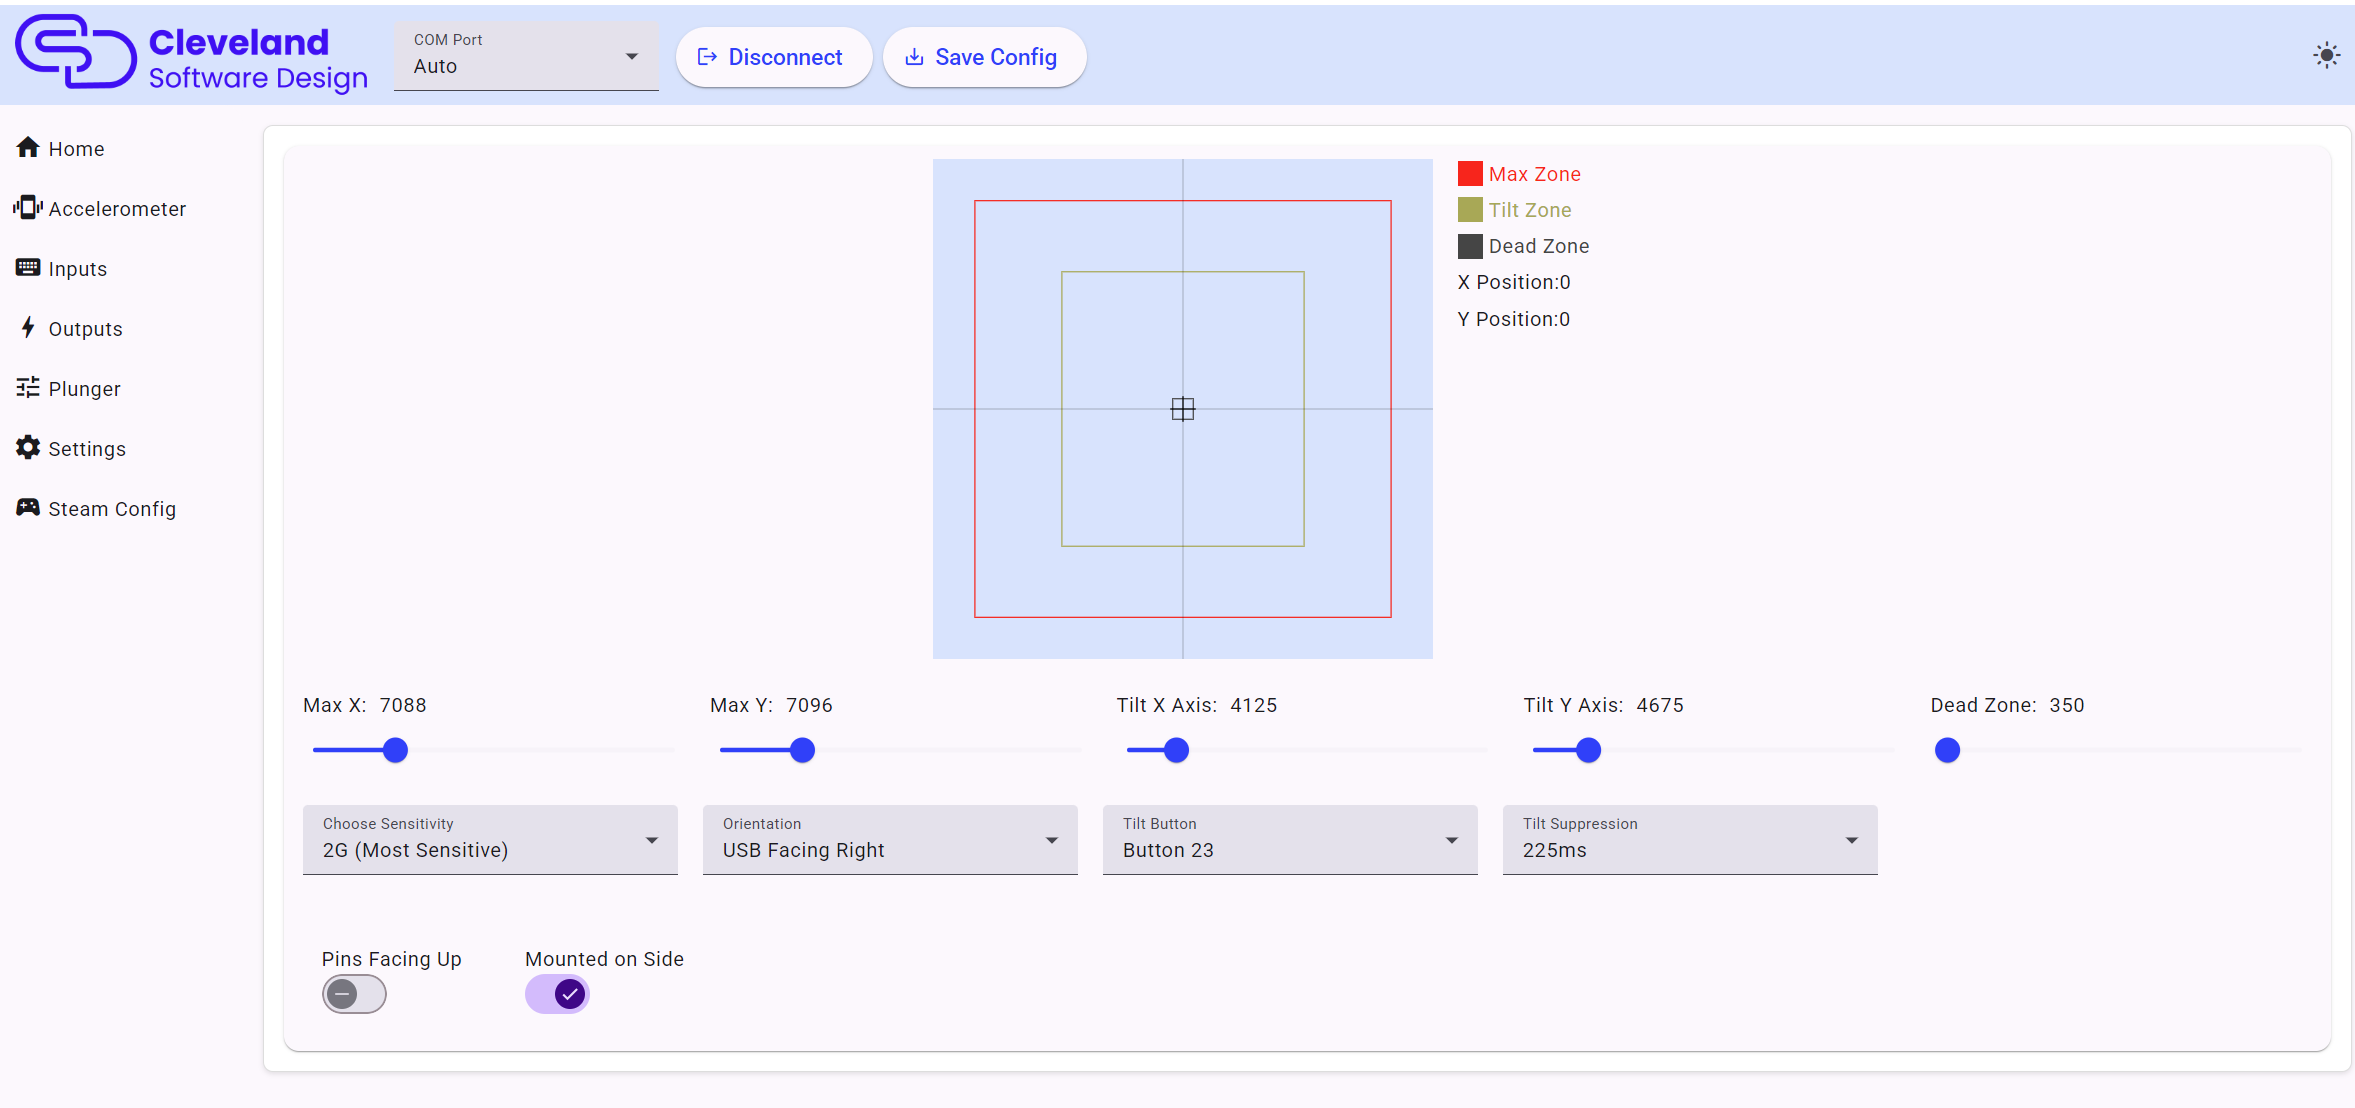 Cleveland
Software Design
COM Port
Auto
Disconnect
Save Config
Home
Accelerometer
Inputs
Outputs
Plunger
Settings
Steam Config
Max Zone
Tilt Zone
Dead Zone
X Position:0
Y Position:0
Max X: 7088
Max Y: 7096
Tilt X Axis: 4125
Tilt Y Axis: 4675
Dead Zone: 350
Choose Sensitivity
2G (Most Sensitive)
Orientation
USB Facing Right
Tilt Button
Button 23
Tilt Suppression
225ms
Pins Facing Up
Mounted on Side